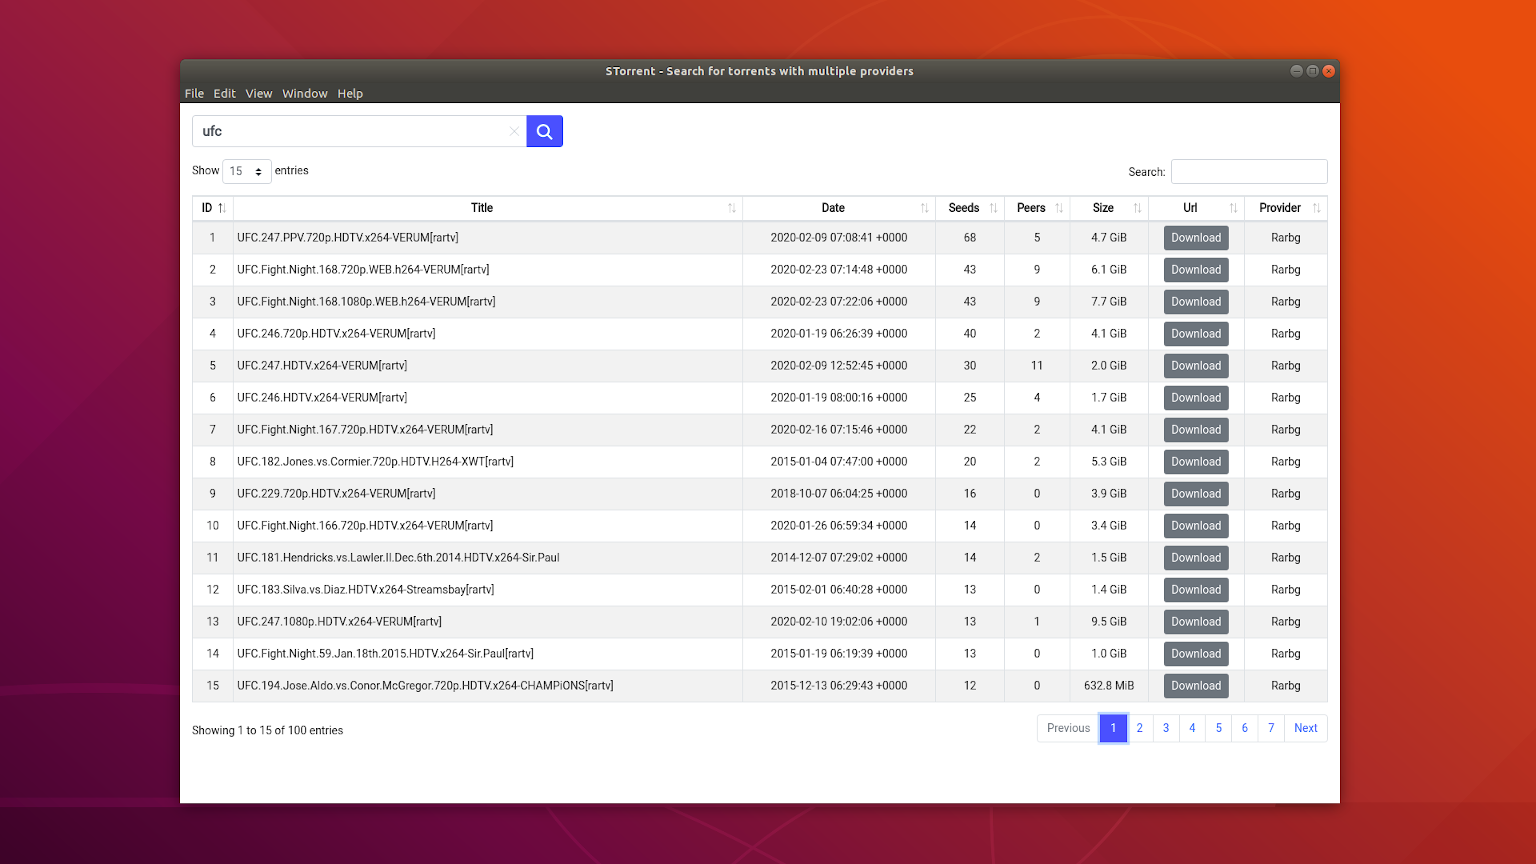 STorrent - Search for torrents with multiple providers
File Edit View Window Help
ufc
Show 15 entries Search:
ID Title Date Seeds Peers Size Url Provider
1 UFC.247.PPV.720p.HDTV.x264-VERUM[rartv] 2020-02-09 07:08:41 +0000 68 5 4.7 GiB Download Rarbg
2 UFC.Fight.Night.168.720p.WEB.h264-VERUM[rartv] 2020-02-23 07:14:48 +0000 43 9 6.1 GiB Download Rarbg
3 UFC.Fight.Night.168.1080p.WEB.h264-VERUM[rartv] 2020-02-23 07:22:06 +0000 43 9 7.7 GiB Download Rarbg
4 UFC.246.720p.HDTV.x264-VERUM[rartv] 2020-01-19 06:26:39 +0000 40 2 4.1 GiB Download Rarbg
5 UFC.247.HDTV.x264-VERUM[rartv] 2020-02-09 12:52:45 +0000 30 11 2.0 GiB Download Rarbg
6 UFC.246.HDTV.x264-VERUM[rartv] 2020-01-19 08:00:16 +0000 25 4 1.7 GiB Download Rarbg
7 UFC.Fight.Night.167.720p.HDTV.x264-VERUM[rartv] 2020-02-16 07:15:46 +0000 22 2 4.1 GiB Download Rarbg
8 UFC.182.Jones.vs.Cormier.720p.HDTV.H264-XWT[rartv] 2015-01-04 07:47:00 +0000 20 2 5.3 GiB Download Rarbg
9 UFC.229.720p.HDTV.x264-VERUM[rartv] 2018-10-07 06:04:25 +0000 16 0 3.9 GiB Download Rarbg
10 UFC.Fight.Night.166.720p.HDTV.x264-VERUM[rartv] 2020-01-26 06:59:34 +0000 14 0 3.4 GiB Download Rarbg
11 UFC.181.Hendricks.vs.Lawler.II.Dec.6th.2014.HDTV.x264-Sir.Paul 2014-12-07 07:29:02 +0000 14 2 1.5 GiB Download Rarbg
12 UFC.183.Silva.vs.Diaz.HDTV.x264-Streamsbay[rartv] 2015-02-01 06:40:28 +0000 13 0 1.4 GiB Download Rarbg
13 UFC.247.1080p.HDTV.x264-VERUM[rartv] 2020-02-10 19:02:06 +0000 13 1 9.5 GiB Download Rarbg
14 UFC.Fight.Night.59.Jan.18th.2015.HDTV.x264-Sir.Paul[rartv] 2015-01-19 06:19:39 +0000 13 0 1.0 GiB Download Rarbg
15 UFC.194.Jose.Aldo.vs.Conor.McGregor.720p.HDTV.x264-CHAMPiONS[rartv] 2015-12-13 06:29:43 +0000 12 0 632.8 MiB Download Rarbg
Showing 1 to 15 of 100 entries Previous 1 2 3 4 5 6 7 Next